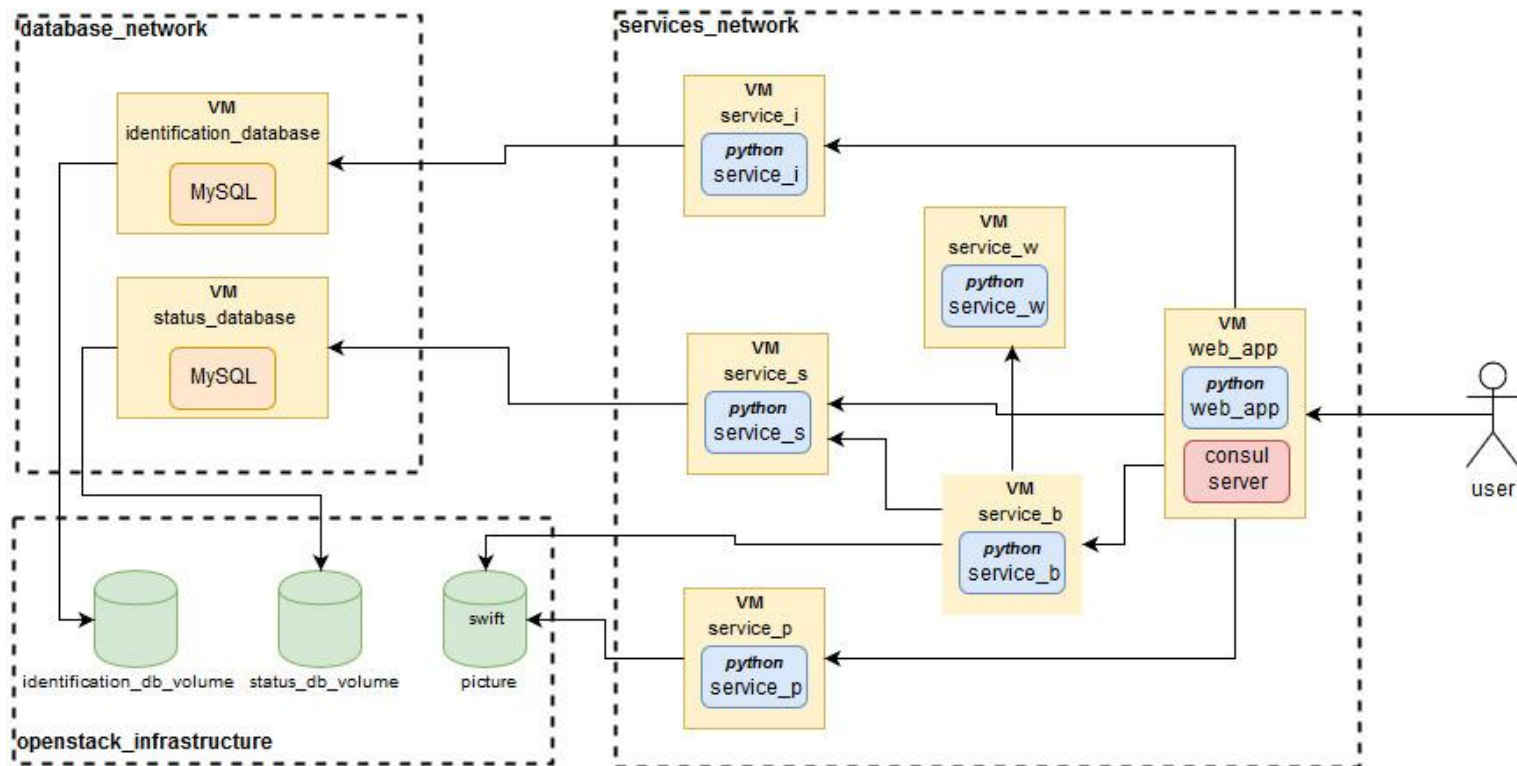 database_network
VM
identification_database
MySQL
VM
status_database
MySQL
services_network
VM
service_i
python
service_i
VM
service_w
python
service_w
VM
service_s
python
service_s
VM
service_b
python
service_b
VM
service_p
python
service_p
VM
web_app
python
web_app
consul
server
user
swift
identification_db_volume
status_db_volume
picture
openstack_infrastructure